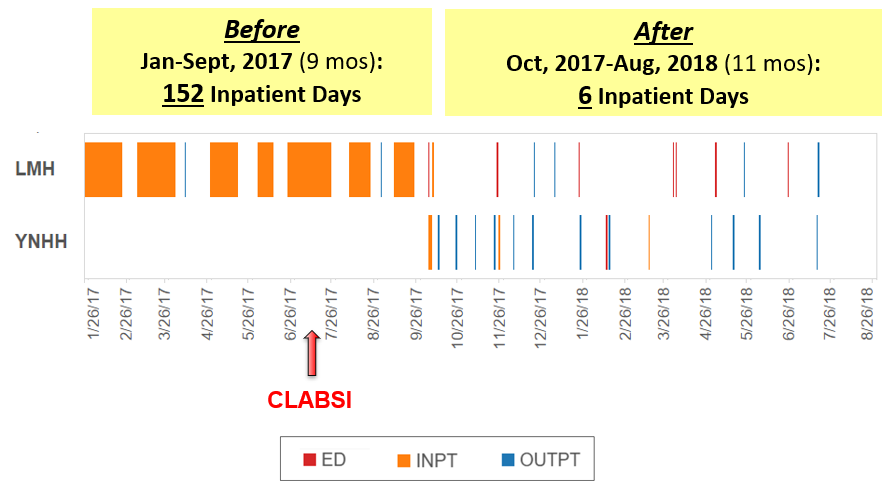 Before
Jan-Sept, 2017 (9 mos):
152 Inpatient Days
After
Oct, 2017-Aug, 2018 (11 mos):
6 Inpatient Days
LMH
YNHH
1/26/17
2/26/17
3/26/17
4/26/17
5/26/17
6/26/17
7/26/17
8/26/17
9/26/17
10/26/17
11/26/17
12/26/17
1/26/18
2/26/18
3/26/18
4/26/18
5/26/18
6/26/18
7/26/18
8/26/18
CLABSI
ED INPT OUTPT